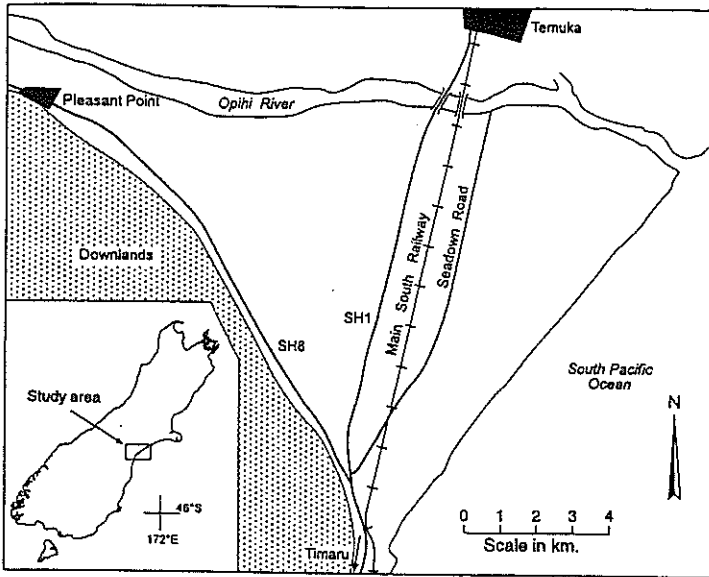 Temuka
Pleasant Point
Opihi River
Downlands
Main South Railway
Seadown Road
SH1
SH8
South Pacific
Ocean
Study area
N
46°S
172°E
0 1 2 3 4
Scale in km.
Timaru